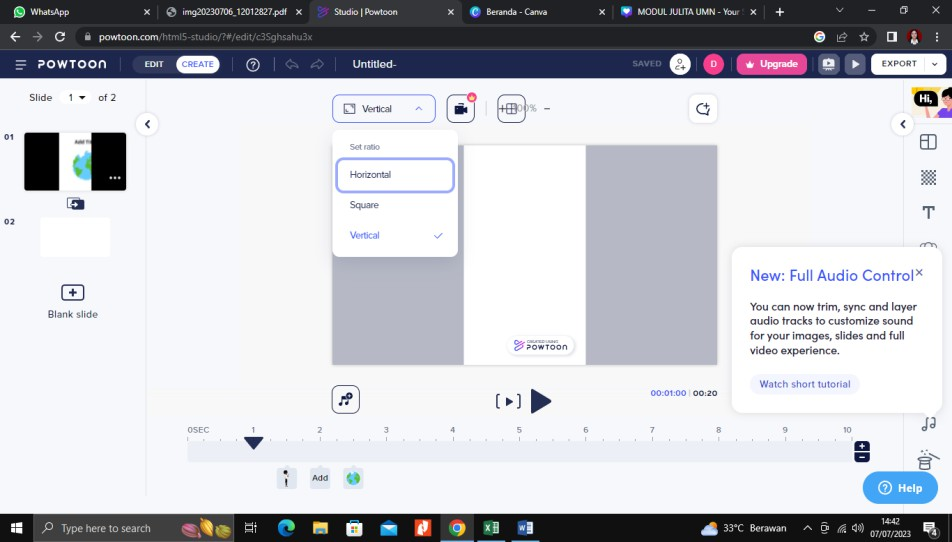 WhatsApp
img20230706_12012827.pdf
Studio | Powtoon
Beranda - Canva
MODUL JULITA UMN - Your S
powtoon.com/html5-studio/?#/edit/c3Sghsahu3x
POWTOON
EDIT
CREATE
Untitled-
SAVED
D
Upgrade
EXPORT
Slide 1 of 2
Vertical
100%
Hi,
01
Set ratio
Horizontal
Square
Vertical
02
Blank slide
POWTOON
New: Full Audio Control
You can now trim, sync and layer
audio tracks to customize sound
for your images, slides and full
video experience.
Watch short tutorial
00:01:00 | 00:20
0SEC 1 2 3 4 5 6 7 8 9 10
Add
Help
Type here to search
33°C Berawan
14:42
07/07/2023
4